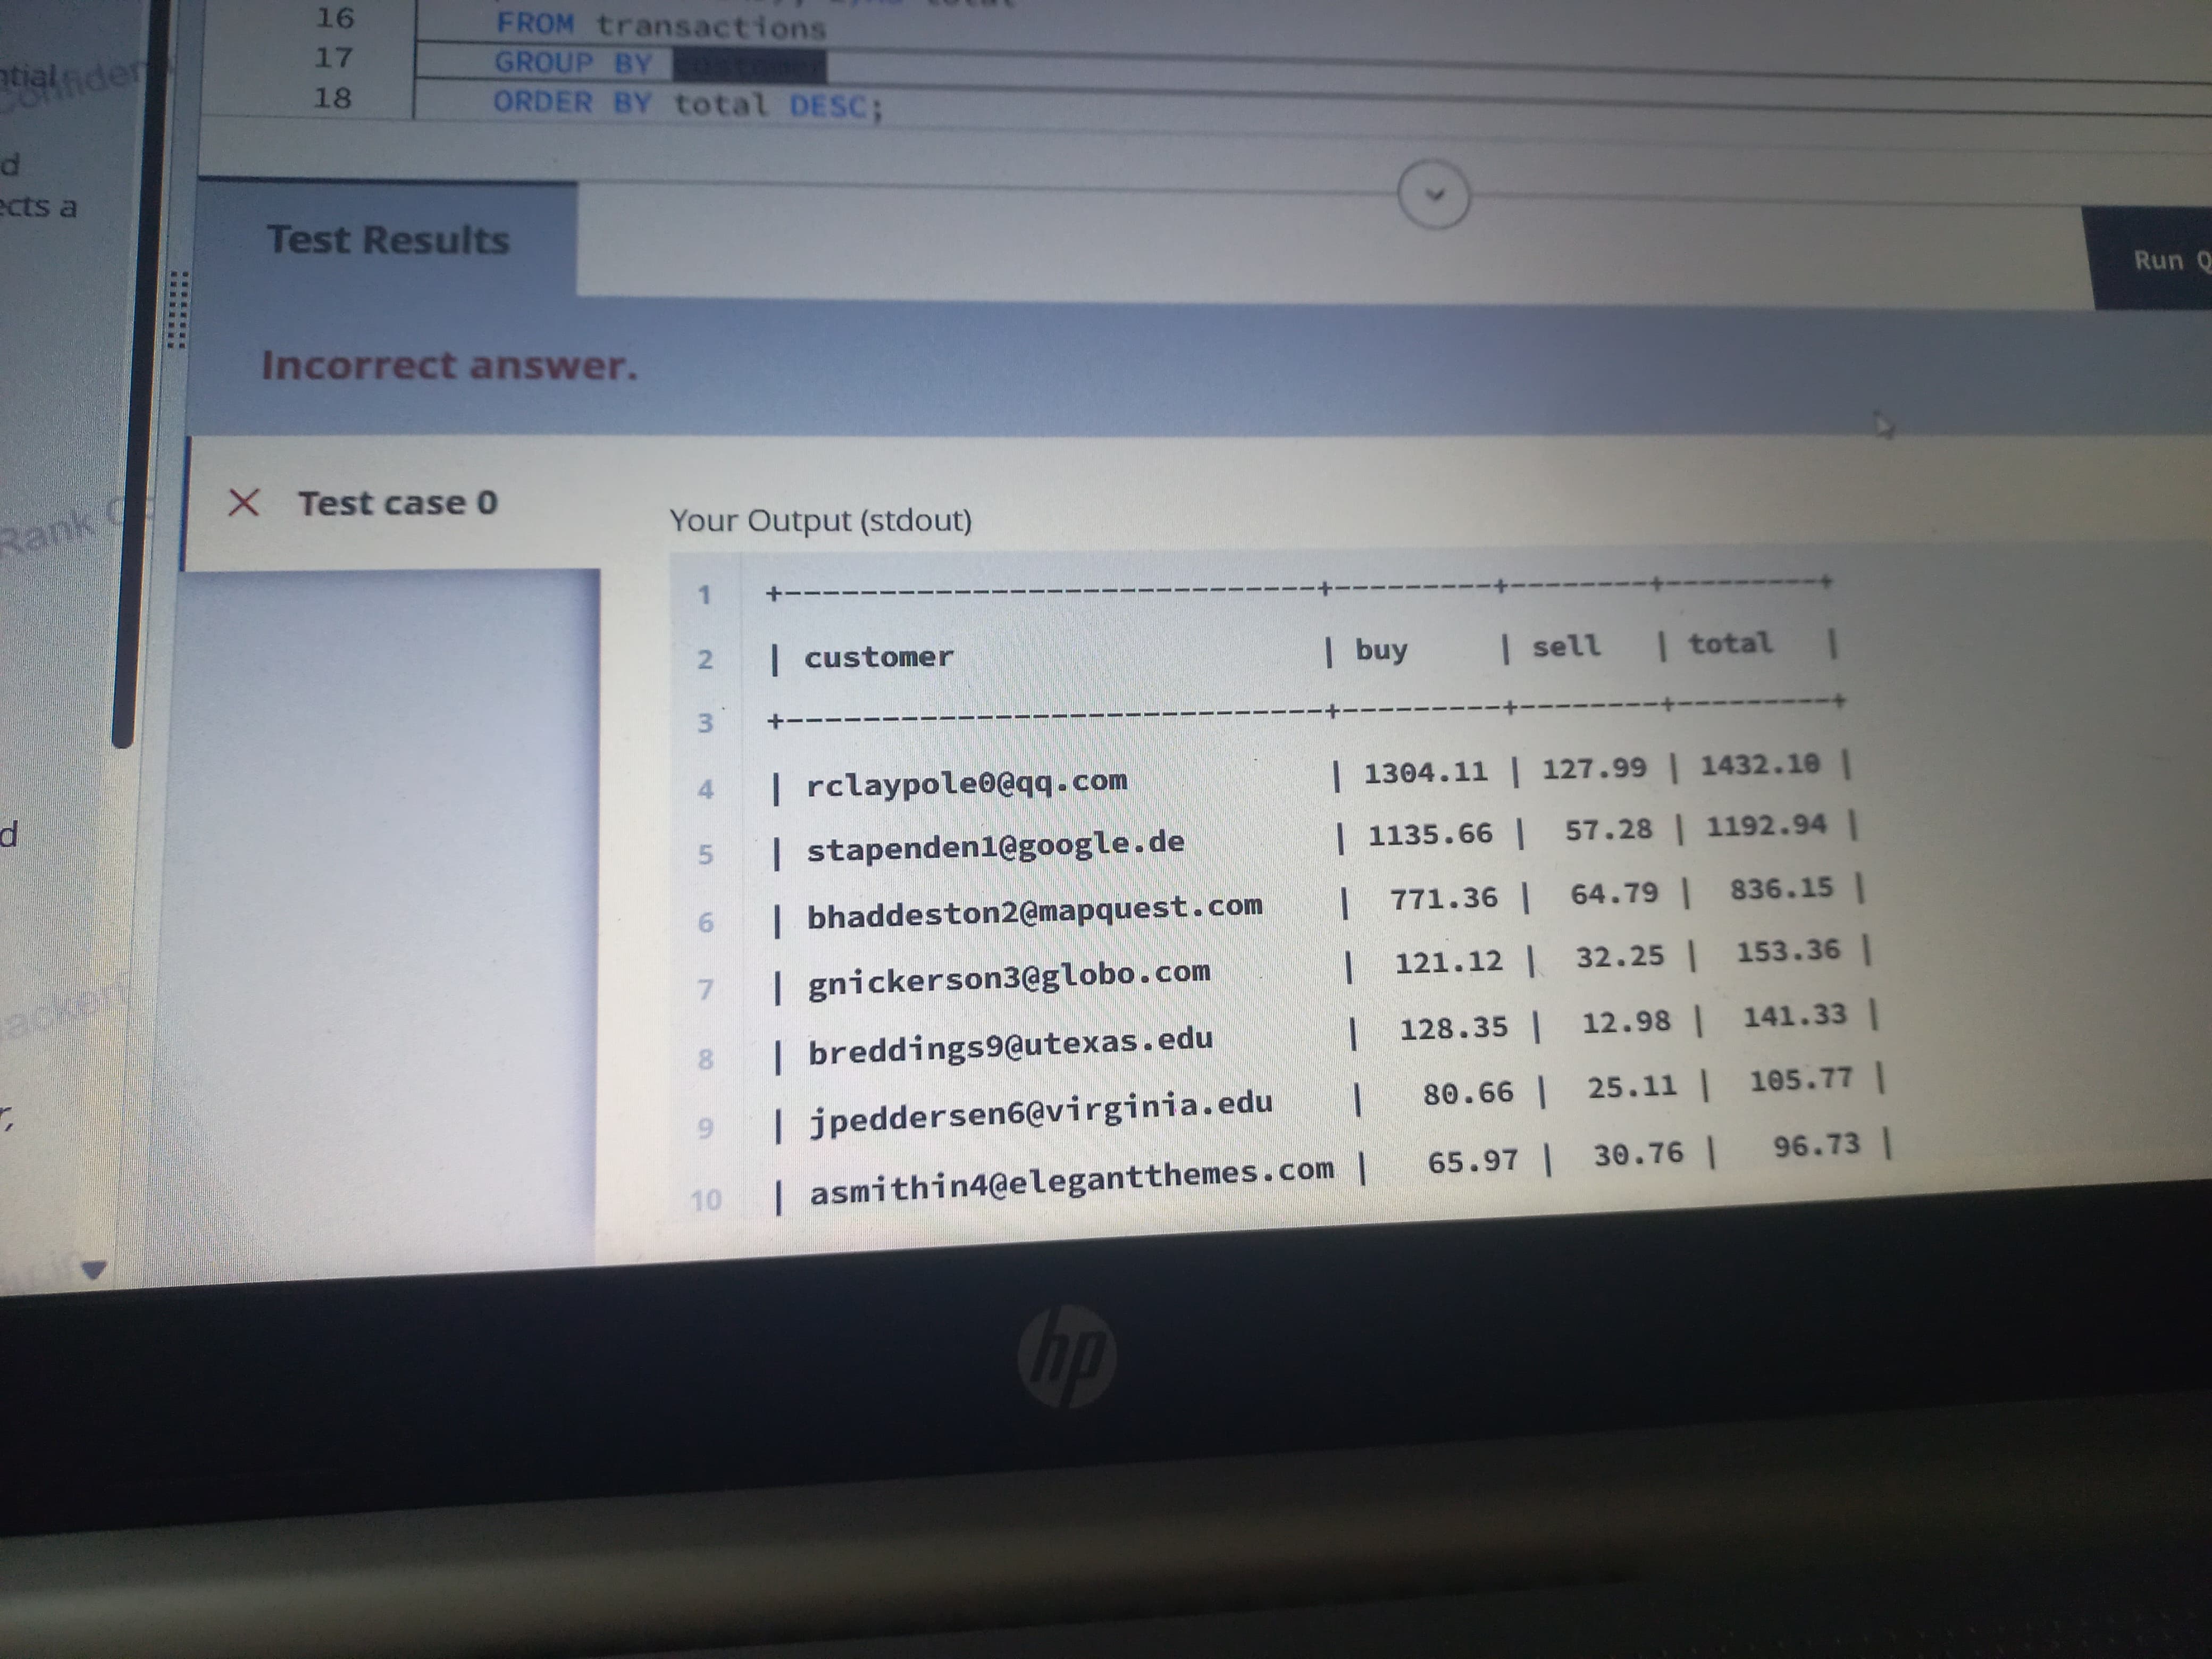 16 FROM transactions
17 GROUP BY customer
18 ORDER BY total DESC;
d
ects a
Test Results
Run Q
Incorrect answer.
Test case 0
Your Output (stdout)
1 +----------------------------+---------+--------+---------+
2 | customer | buy | sell | total |
3 +----------------------------+---------+--------+---------+
4 | rclaypole0@qq.com | 1304.11 | 127.99 | 1432.10 |
5 | stapenden1@google.de | 1135.66 | 57.28 | 1192.94 |
6 | bhaddeston2@mapquest.com | 771.36 | 64.79 | 836.15 |
7 | gnickerson3@globo.com | 121.12 | 32.25 | 153.36 |
8 | breddings9@utexas.edu | 128.35 | 12.98 | 141.33 |
9 | jpeddersen6@virginia.edu | 80.66 | 25.11 | 105.77 |
10 | asmithin4@elegantthemes.com | 65.97 | 30.76 | 96.73 |
d
r,
hp